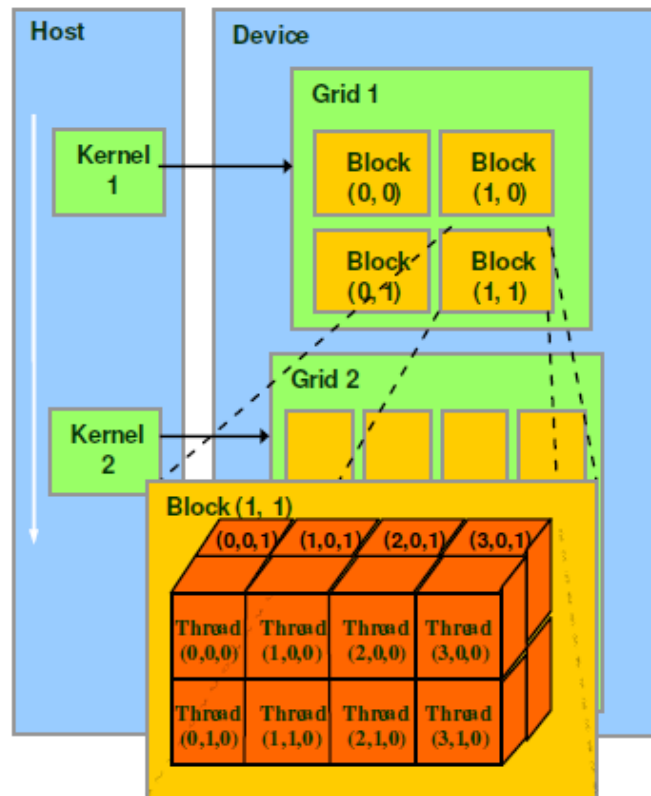 Host
Device
Grid 1
Kernel
1
Block
(0, 0)
Block
(1, 0)
Block
(0, 1)
Block
(1, 1)
Grid 2
Kernel
2
Block (1, 1)
(0,0,1) (1,0,1) (2,0,1) (3,0,1)
Thread Thread Thread Thread
(0,0,0) (1,0,0) (2,0,0) (3,0,0)
Thread Thread Thread Thread
(0,1,0) (1,1,0) (2,1,0) (3,1,0)